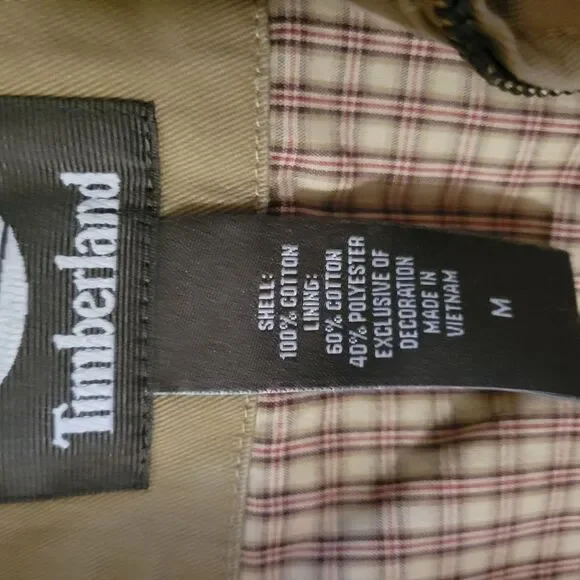 Timberland
SHELL:
100% COTTON
LINING:
60% COTTON
40% POLYESTER
EXCLUSIVE OF
DECORATION
MADE IN
VIETNAM
M